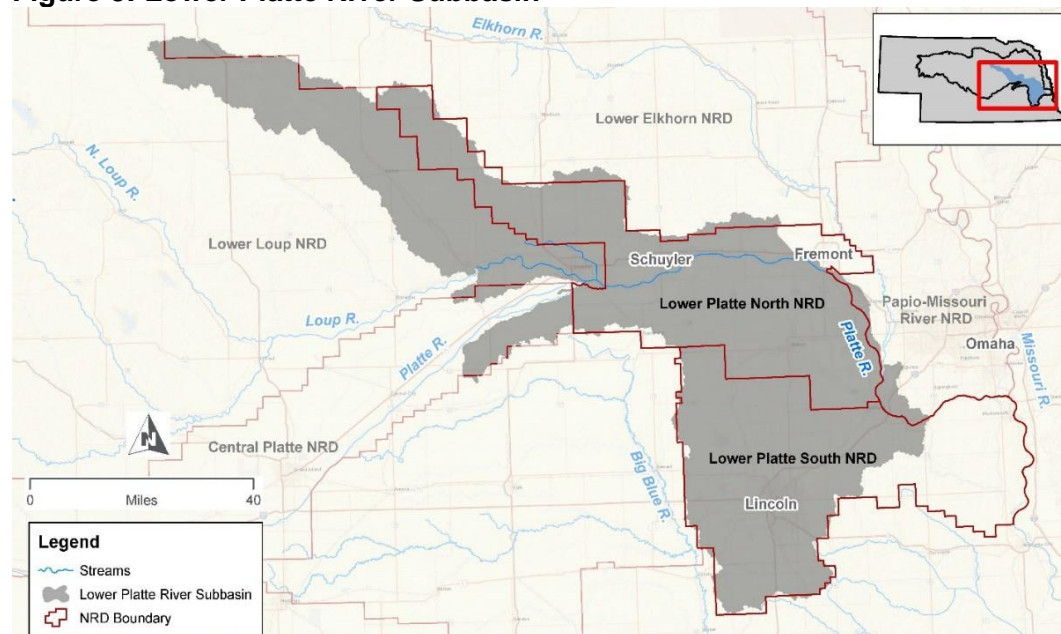 Figure 3. Lower Platte River Subbasin
Elkhorn R.
Lower Elkhorn NRD
N. Loup R.
Lower Loup NRD
Schuyler
Fremont
Lower Platte North NRD
Papio-Missouri
River NRD
Loup R.
Platte R.
Platte R.
Omaha
Missouri R.
Central Platte NRD
Big Blue R.
Lower Platte South NRD
Lincoln
N
0 40
Miles
Legend
Streams
Lower Platte River Subbasin
NRD Boundary